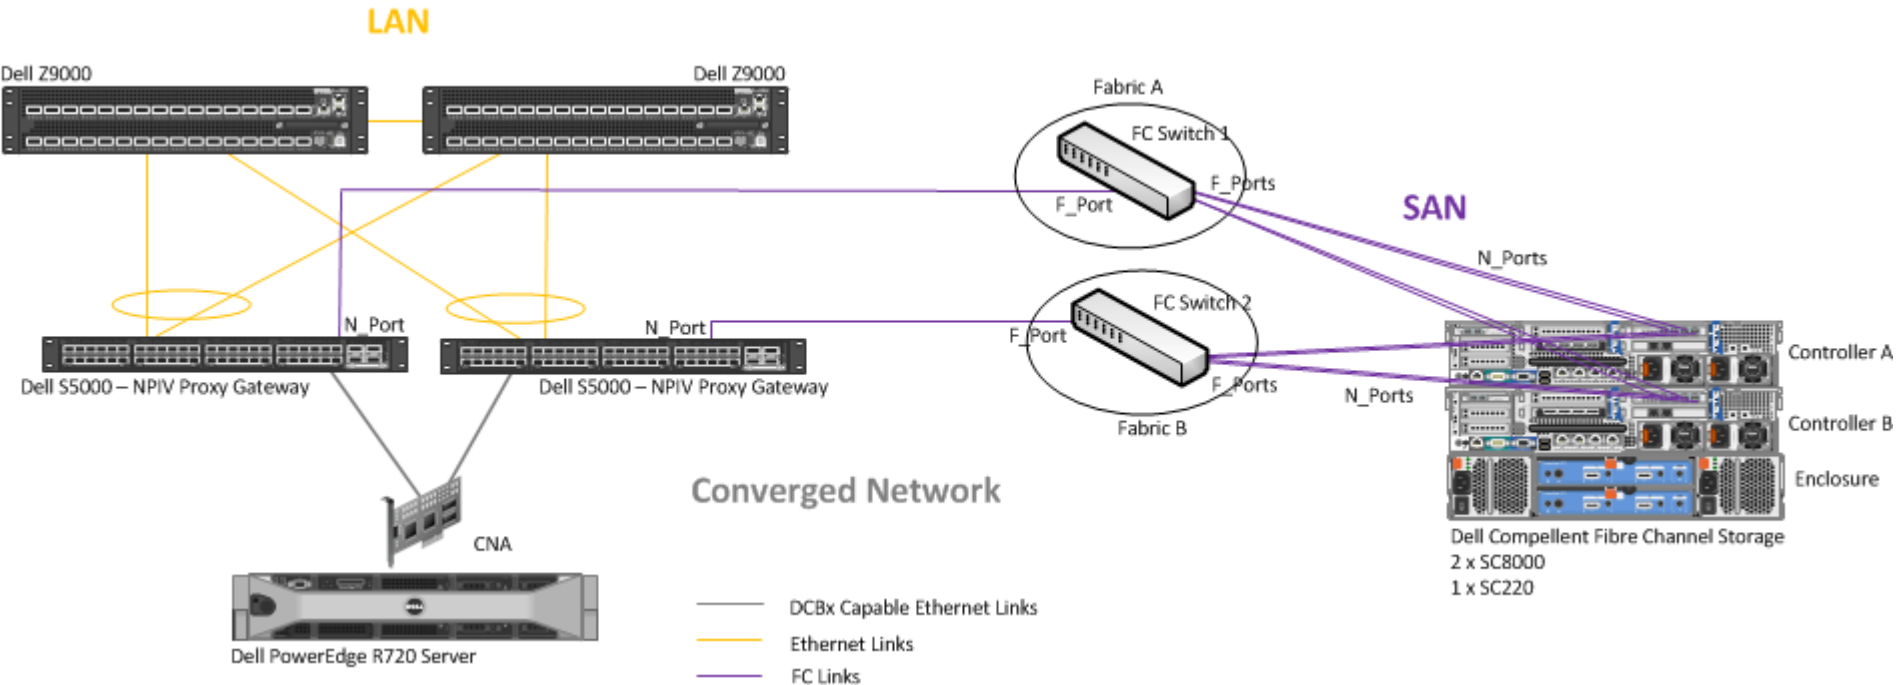 LAN
Dell Z9000
Dell Z9000
Fabric A
FC Switch 1
F_Ports
F_Port
SAN
N_Ports
FC Switch 2
N_Port
N_Port
F_Port
F_Ports
N_Ports
Controller A
Dell S5000 – NPIV Proxy Gateway
Dell S5000 – NPIV Proxy Gateway
Fabric B
Controller B
Converged Network
Enclosure
CNA
Dell Compellent Fibre Channel Storage
2 x SC8000
1 x SC220
DCBx Capable Ethernet Links
Ethernet Links
Dell PowerEdge R720 Server
FC Links